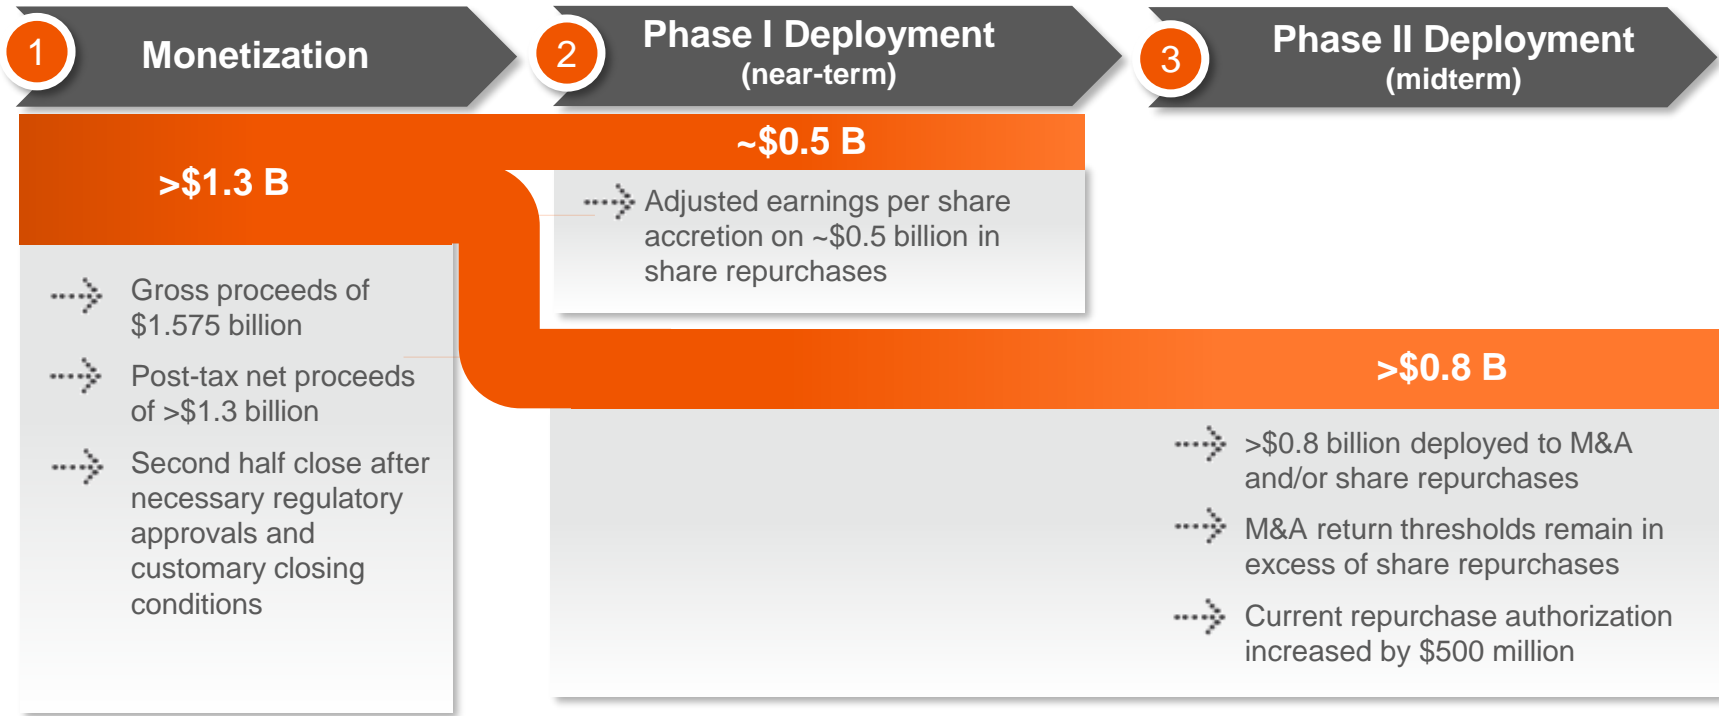 1
Monetization
>$1.3 B
Gross proceeds of
$1.575 billion
Post-tax net proceeds
of >$1.3 billion
Second half close after
necessary regulatory
approvals and
customary closing
conditions
2
Phase I Deployment
(near-term)
~$0.5 B
Adjusted earnings per share
accretion on ~$0.5 billion in
share repurchases
3
Phase II Deployment
(midterm)
>$0.8 B
>$0.8 billion deployed to M&A
and/or share repurchases
M&A return thresholds remain in
excess of share repurchases
Current repurchase authorization
increased by $500 million